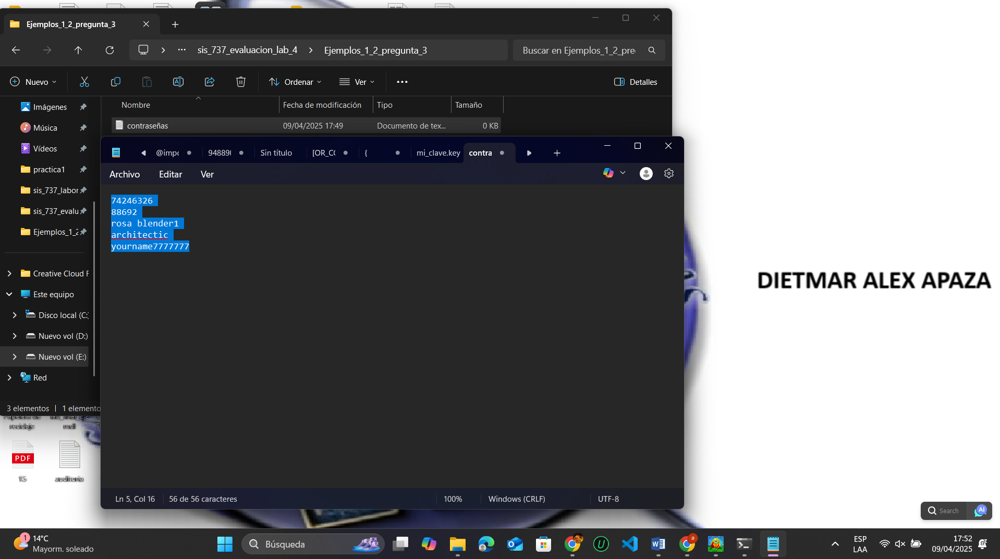 Ejemplos_1_2_pregunta_3
sis_737_evaluacion_lab_4
Ejemplos_1_2_pregunta_3
Buscar en Ejemplos_1_2_pre
Nuevo
Ordenar
Ver
Detalles
Nombre
Fecha de modificación
Tipo
Tamaño
contraseñas
09/04/2025 17:49
Documento de tex...
0 KB
Imágenes
Música
Vídeos
practica1
sis_737_labor
sis_737_evalu
Ejemplos_1_2
Creative Cloud F
Este equipo
Disco local (C:)
Nuevo vol (D:)
Nuevo vol (E:)
Red
3 elementos
1 elemento
@impo
94889
Sin título
[OR_CO
{
mi_clave.key
contra
Archivo
Editar
Ver
74246326
88692
rosa blender1
architectic
yourname7777777
Ln 5, Col 16
56 de 56 caracteres
100%
Windows (CRLF)
UTF-8
DIETMAR ALEX APAZA
Papelera de
reciclaje
lab_final_2.2
mdl
PDF
15
auditoria
Search
AI
1
14°C
Mayorm. soleado
Búsqueda
a
ESP
LAA
17:52
09/04/2025